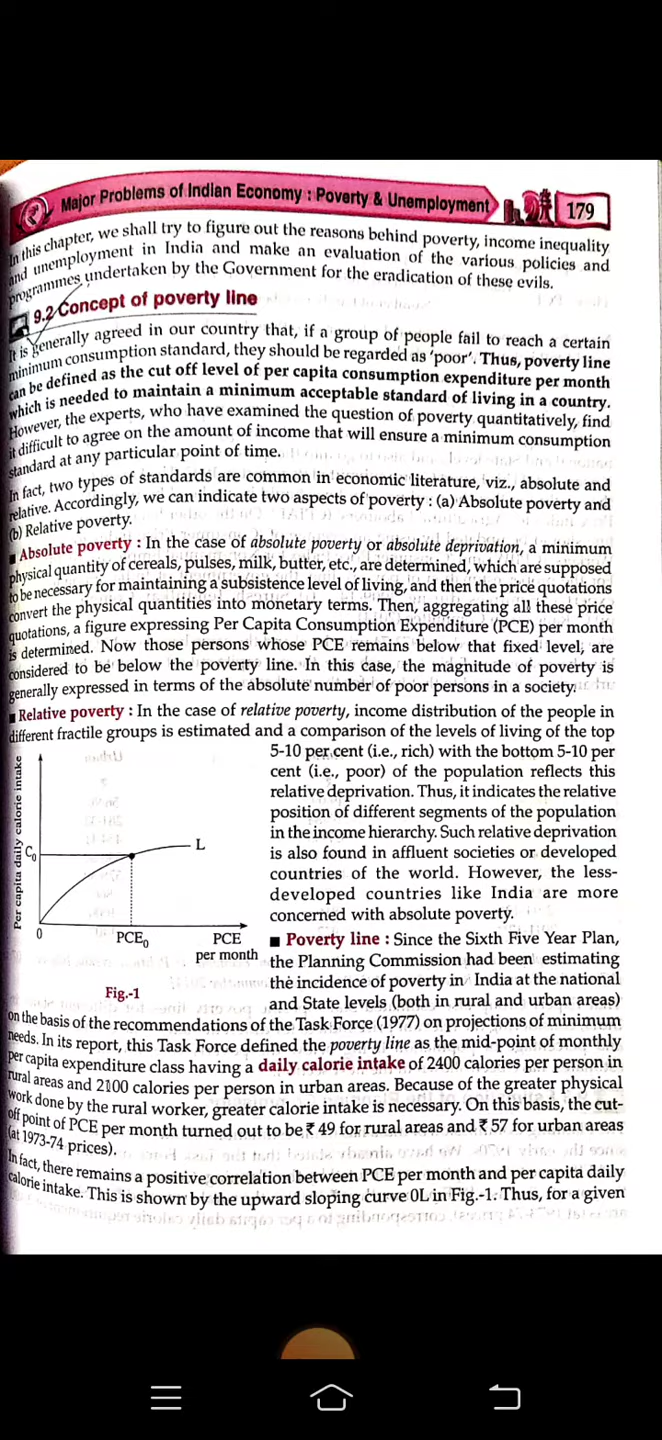 Major Problems of Indian Economy : Poverty & Unemployment
179
In this chapter, we shall try to figure out the reasons behind poverty, income inequality
and unemployment in India and make an evaluation of the various policies and
programmes undertaken by the Government for the eradication of these evils.
9.2 Concept of poverty line
It is generally agreed in our country that, if a group of people fail to reach a certain
minimum consumption standard, they should be regarded as 'poor'. Thus, poverty line
can be defined as the cut off level of per capita consumption expenditure per month
which is needed to maintain a minimum acceptable standard of living in a country.
However, the experts, who have examined the question of poverty quantitatively, find
it difficult to agree on the amount of income that will ensure a minimum consumption
standard at any particular point of time.
In fact, two types of standards are common in economic literature, viz., absolute and
relative. Accordingly, we can indicate two aspects of poverty : (a) Absolute poverty and
(b) Relative poverty.
■ Absolute poverty : In the case of absolute poverty or absolute deprivation, a minimum
physical quantity of cereals, pulses, milk, butter, etc., are determined, which are supposed
to be necessary for maintaining a subsistence level of living, and then the price quotations
convert the physical quantities into monetary terms. Then, aggregating all these price
quotations, a figure expressing Per Capita Consumption Expenditure (PCE) per month
is determined. Now those persons whose PCE remains below that fixed level, are
considered to be below the poverty line. In this case, the magnitude of poverty is
generally expressed in terms of the absolute number of poor persons in a society.
■ Relative poverty : In the case of relative poverty, income distribution of the people in
different fractile groups is estimated and a comparison of the levels of living of the top
5-10 per cent (i.e., rich) with the bottom 5-10 per
cent (i.e., poor) of the population reflects this
relative deprivation. Thus, it indicates the relative
position of different segments of the population
in the income hierarchy. Such relative deprivation
is also found in affluent societies or developed
countries of the world. However, the less-
developed countries like India are more
concerned with absolute poverty.
Per capita daily calorie intake
C₀
L
0
PCE₀
PCE
per month
Fig.-1
■ Poverty line : Since the Sixth Five Year Plan,
the Planning Commission had been estimating
the incidence of poverty in India at the national
and State levels (both in rural and urban areas)
on the basis of the recommendations of the Task Force (1977) on projections of minimum
needs. In its report, this Task Force defined the poverty line as the mid-point of monthly
per capita expenditure class having a daily calorie intake of 2400 calories per person in
rural areas and 2100 calories per person in urban areas. Because of the greater physical
work done by the rural worker, greater calorie intake is necessary. On this basis, the cut-
off point of PCE per month turned out to be ₹ 49 for rural areas and ₹ 57 for urban areas
(at 1973-74 prices).
In fact, there remains a positive correlation between PCE per month and per capita daily
calorie intake. This is shown by the upward sloping curve 0L in Fig.-1. Thus, for a given